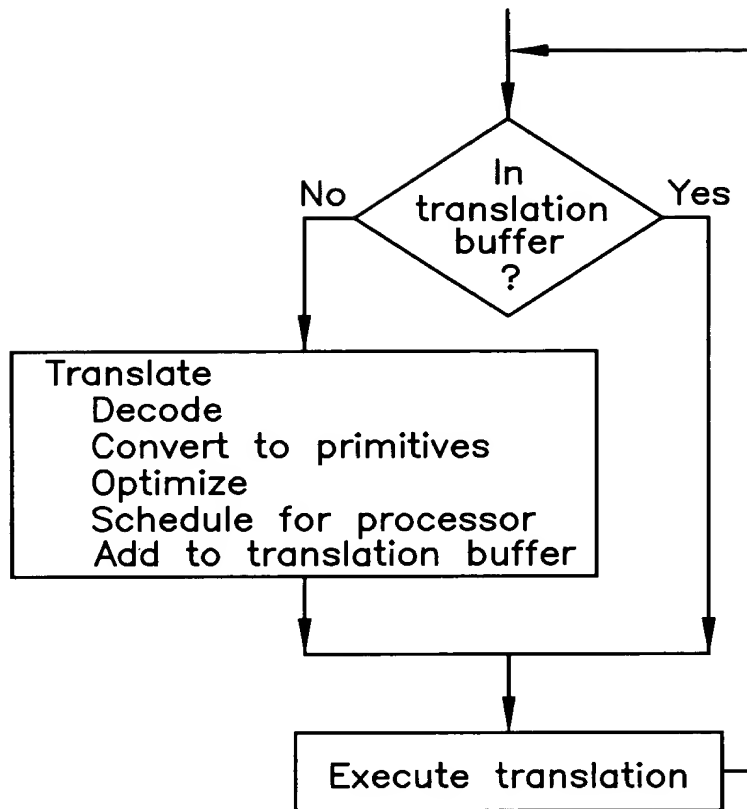 In
translation
buffer
?
No
Yes
Translate
Decode
Convert to primitives
Optimize
Schedule for processor
Add to translation buffer
Execute translation